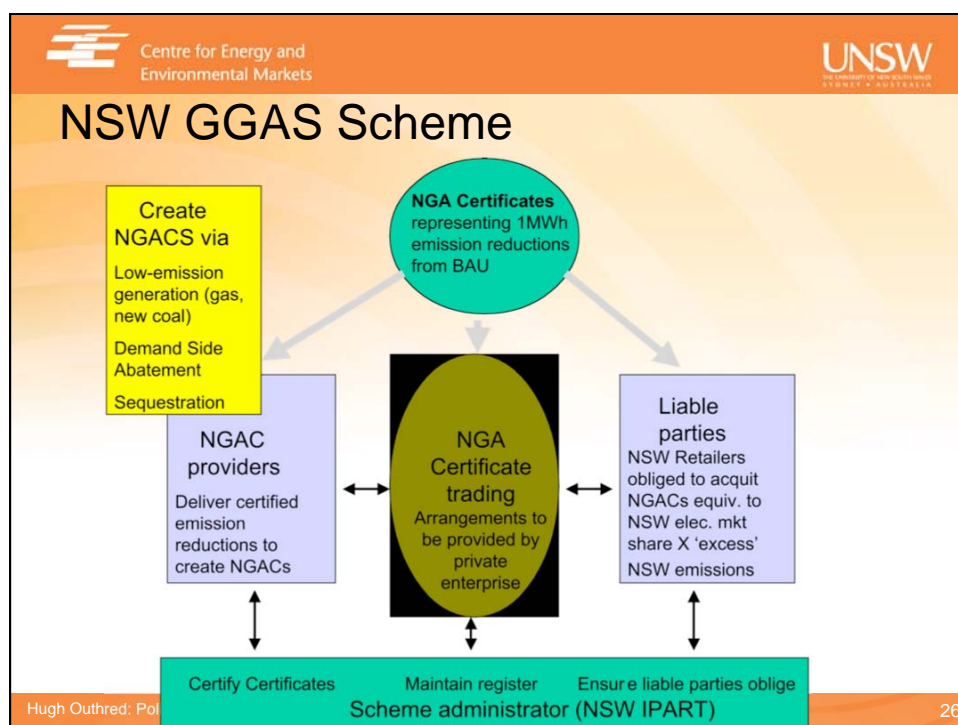 Centre for Energy and
Environmental Markets
UNSW
THE UNIVERSITY OF NEW SOUTH WALES
SYDNEY • AUSTRALIA
NSW GGAS Scheme
Create
NGACS via
Low-emission
generation (gas,
new coal)
Demand Side
Abatement
Sequestration
NGA Certificates
representing 1MWh
emission reductions
from BAU
NGAC
providers
Deliver certified
emission
reductions to
create NGACs
NGA
Certificate
trading
Arrangements to
be provided by
private
enterprise
Liable
parties
NSW Retailers
obliged to acquit
NGACs equiv. to
NSW elec. mkt
share X ‘excess’
NSW emissions
Certify Certificates
Maintain register
Ensure liable parties oblige
Scheme administrator (NSW IPART)
Hugh Outhred: Pol
26